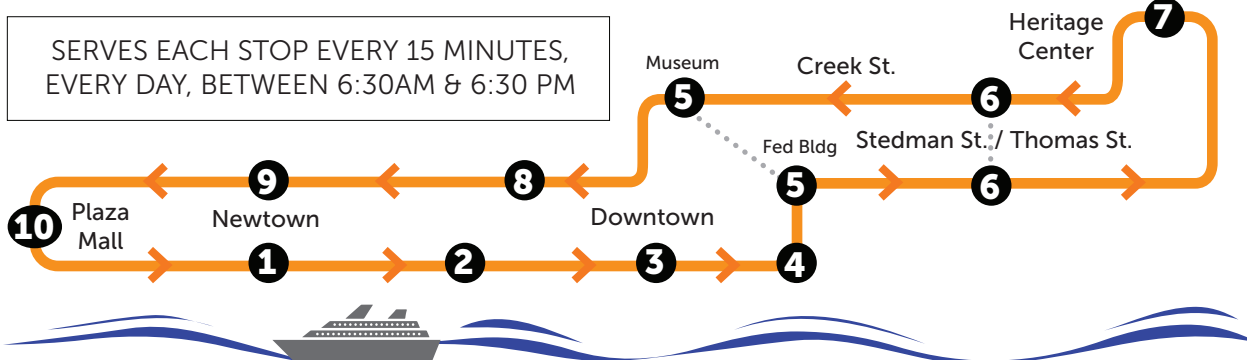 SERVES EACH STOP EVERY 15 MINUTES,
EVERY DAY, BETWEEN 6:30AM & 6:30 PM
Heritage
Center
7
Museum
5
Creek St.
6
Fed Bldg
5
Stedman St. / Thomas St.
6
9
8
10
Plaza
Mall
Newtown
Downtown
1
2
3
4